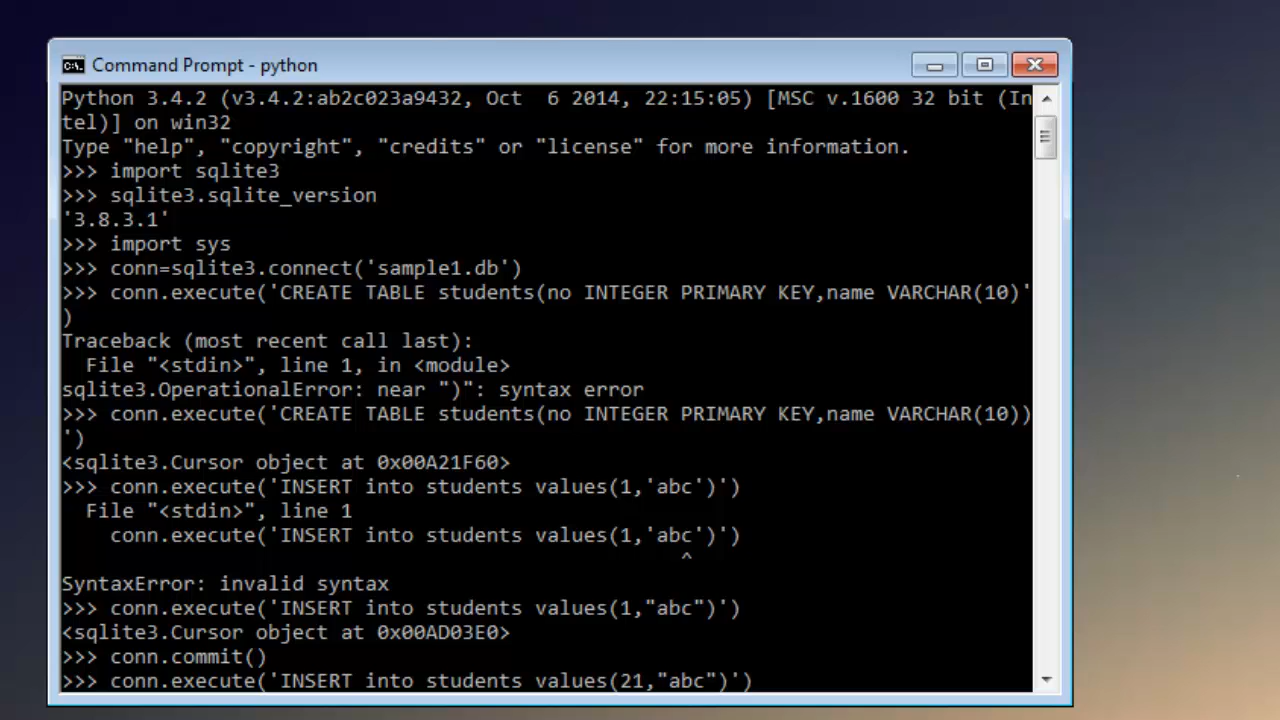 Command Prompt - python
Python 3.4.2 (v3.4.2:ab2c023a9432, Oct  6 2014, 22:15:05) [MSC v.1600 32 bit (In
tel)] on win32
Type "help", "copyright", "credits" or "license" for more information.
>>> import sqlite3
>>> sqlite3.sqlite_version
'3.8.3.1'
>>> import sys
>>> conn=sqlite3.connect('sample1.db')
>>> conn.execute('CREATE TABLE students(no INTEGER PRIMARY KEY,name VARCHAR(10)'
)
Traceback (most recent call last):
  File "<stdin>", line 1, in <module>
sqlite3.OperationalError: near ")": syntax error
>>> conn.execute('CREATE TABLE students(no INTEGER PRIMARY KEY,name VARCHAR(10))
')
<sqlite3.Cursor object at 0x00A21F60>
>>> conn.execute('INSERT into students values(1,'abc')')
  File "<stdin>", line 1
    conn.execute('INSERT into students values(1,'abc')')
                                                    ^
SyntaxError: invalid syntax
>>> conn.execute('INSERT into students values(1,"abc")')
<sqlite3.Cursor object at 0x00AD03E0>
>>> conn.commit()
>>> conn.execute('INSERT into students values(21,"abc")')